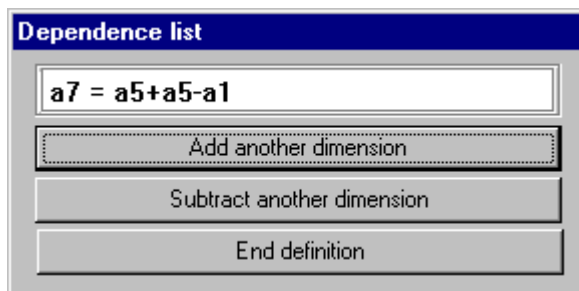 Dependence list
a7 = a5+a5-a1
Add another dimension
Subtract another dimension
End definition